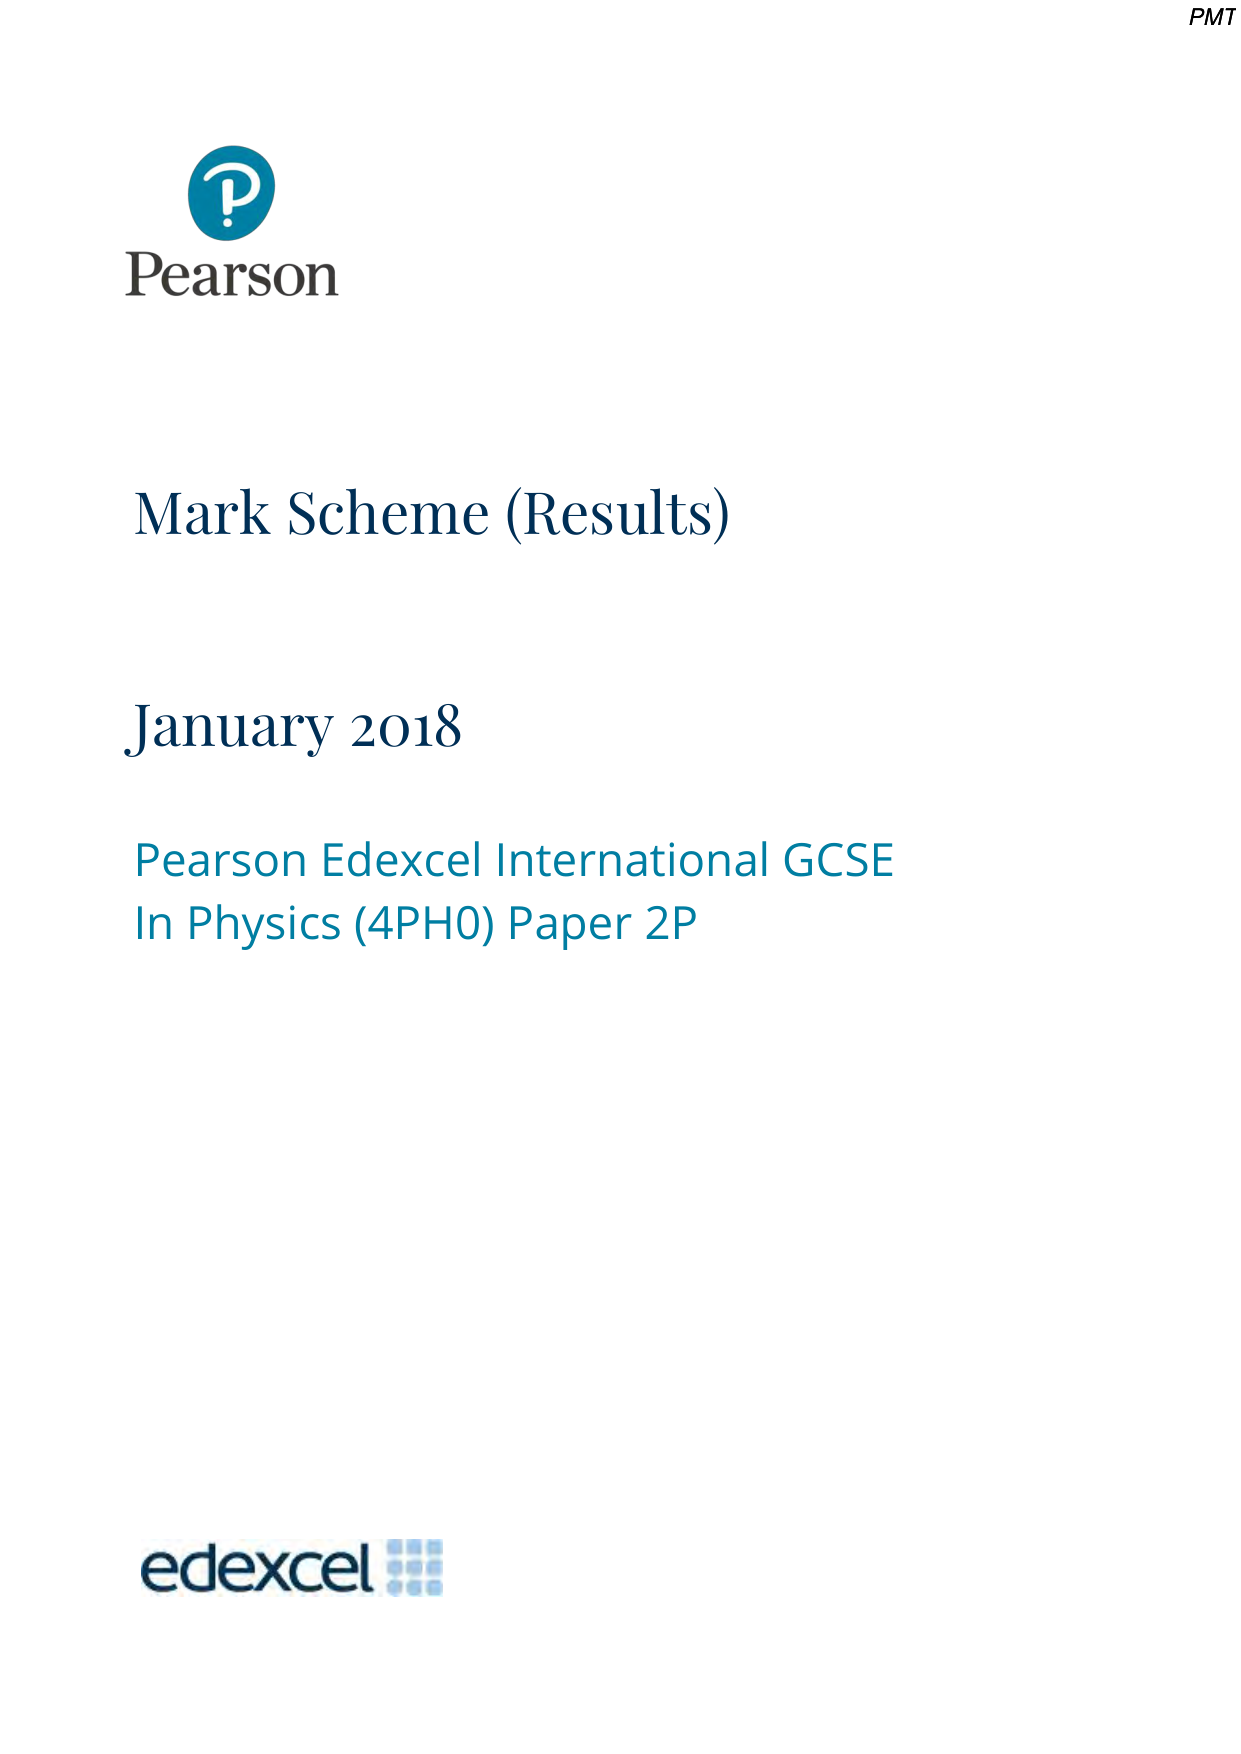 PMT
Pearson
Mark Scheme (Results)
January 2018
Pearson Edexcel International GCSE
In Physics (4PH0) Paper 2P
edexcel